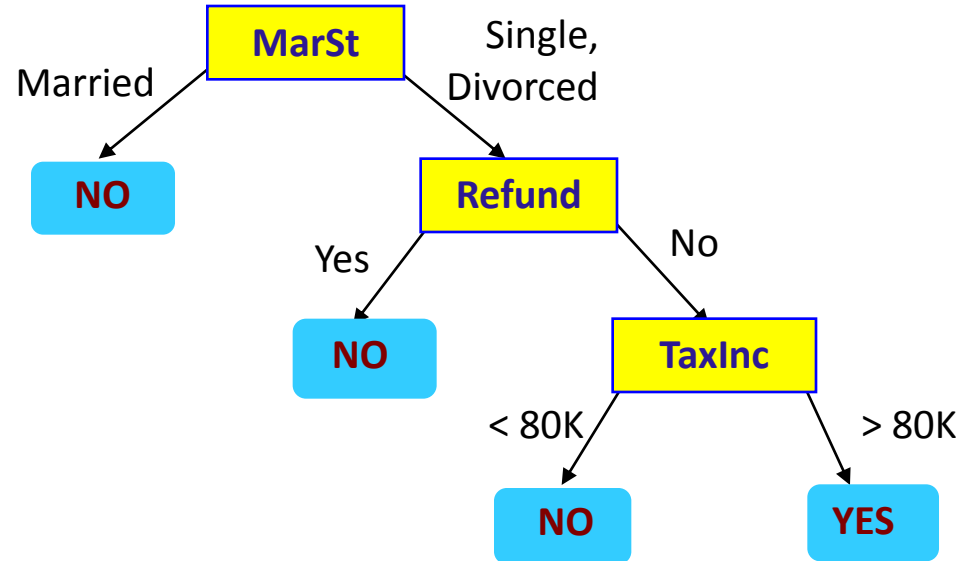 MarSt
Single,
Divorced
Married
NO
Refund
Yes
No
NO
TaxInc
< 80K
> 80K
NO
YES